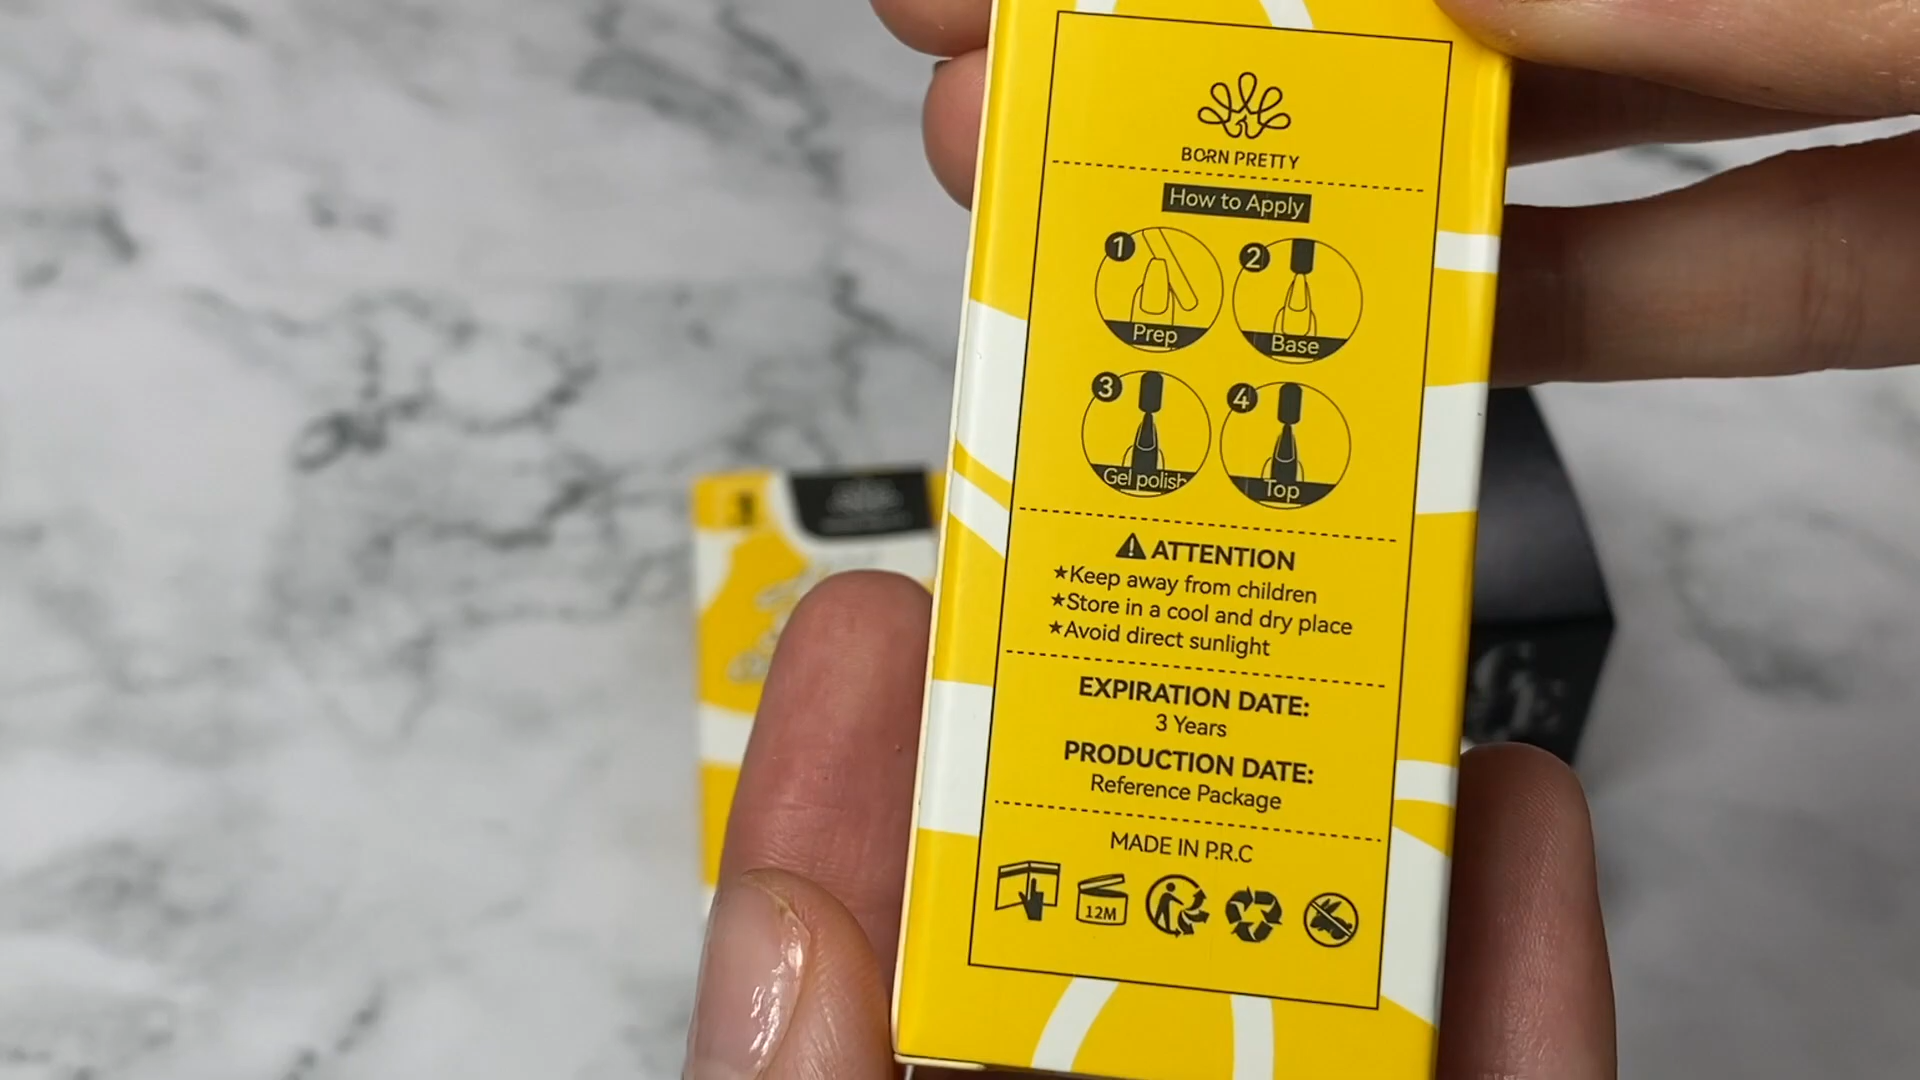 BORN PRETTY
How to Apply
1
Prep
2
Base
3
Gel polish
4
Top
ATTENTION
★Keep away from children
★Store in a cool and dry place
★Avoid direct sunlight
EXPIRATION DATE:
3 Years
PRODUCTION DATE:
Reference Package
MADE IN P.R.C
12M